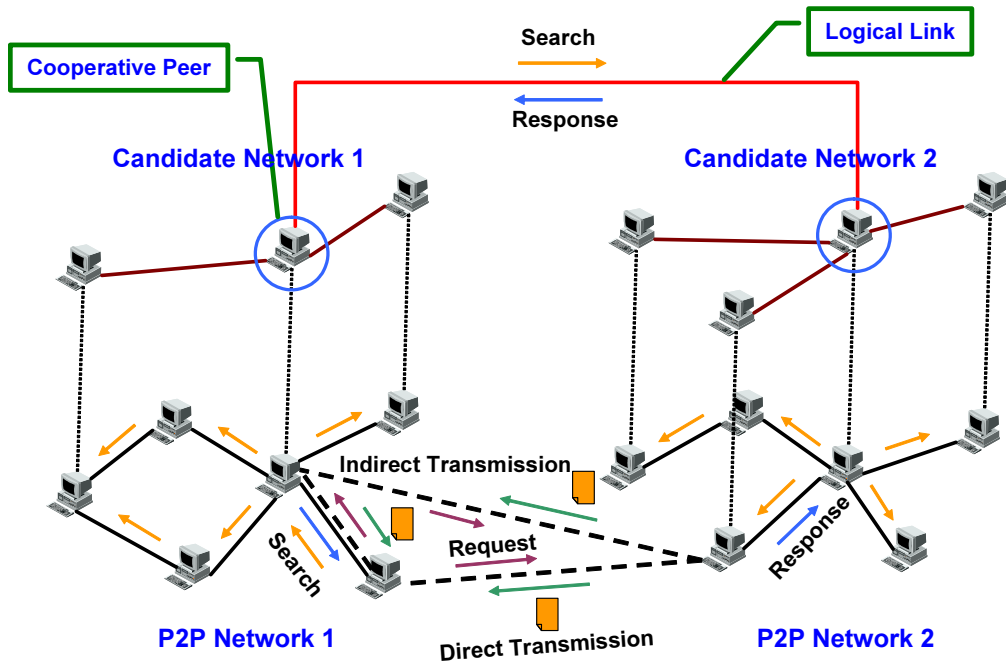 Search
Logical Link
Cooperative Peer
Response
Candidate Network 1
Candidate Network 2
Indirect Transmission
Request
Search
Response
P2P Network 1
Direct Transmission
P2P Network 2